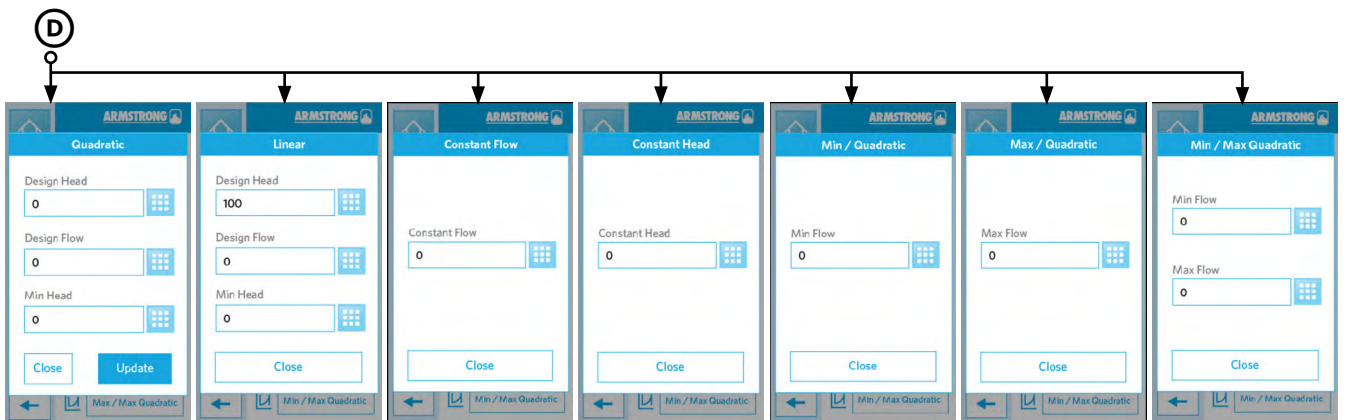 D
ARMSTRONG
Quadratic
Design Head
0
Design Flow
0
Min Head
0
Close
Update
Max / Max Quadratic
ARMSTRONG
Linear
Design Head
100
Design Flow
0
Min Head
0
Close
Min / Max Quadratic
ARMSTRONG
Constant Flow
Constant Flow
0
Close
Min / Max Quadratic
ARMSTRONG
Constant Head
Constant Head
0
Close
Min / Max Quadratic
ARMSTRONG
Min / Quadratic
Min Flow
0
Close
Min / Max Quadratic
ARMSTRONG
Max / Quadratic
Max Flow
0
Close
Min / Max Quadratic
ARMSTRONG
Min / Max Quadratic
Min Flow
0
Max Flow
0
Close
Min / Max Quadratic